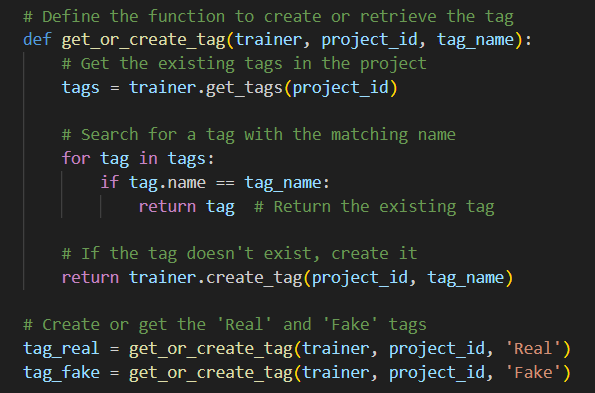 # Define the function to create or retrieve the tag
def get_or_create_tag(trainer, project_id, tag_name):
    # Get the existing tags in the project
    tags = trainer.get_tags(project_id)

    # Search for a tag with the matching name
    for tag in tags:
        if tag.name == tag_name:
            return tag  # Return the existing tag

    # If the tag doesn't exist, create it
    return trainer.create_tag(project_id, tag_name)

# Create or get the 'Real' and 'Fake' tags
tag_real = get_or_create_tag(trainer, project_id, 'Real')
tag_fake = get_or_create_tag(trainer, project_id, 'Fake')